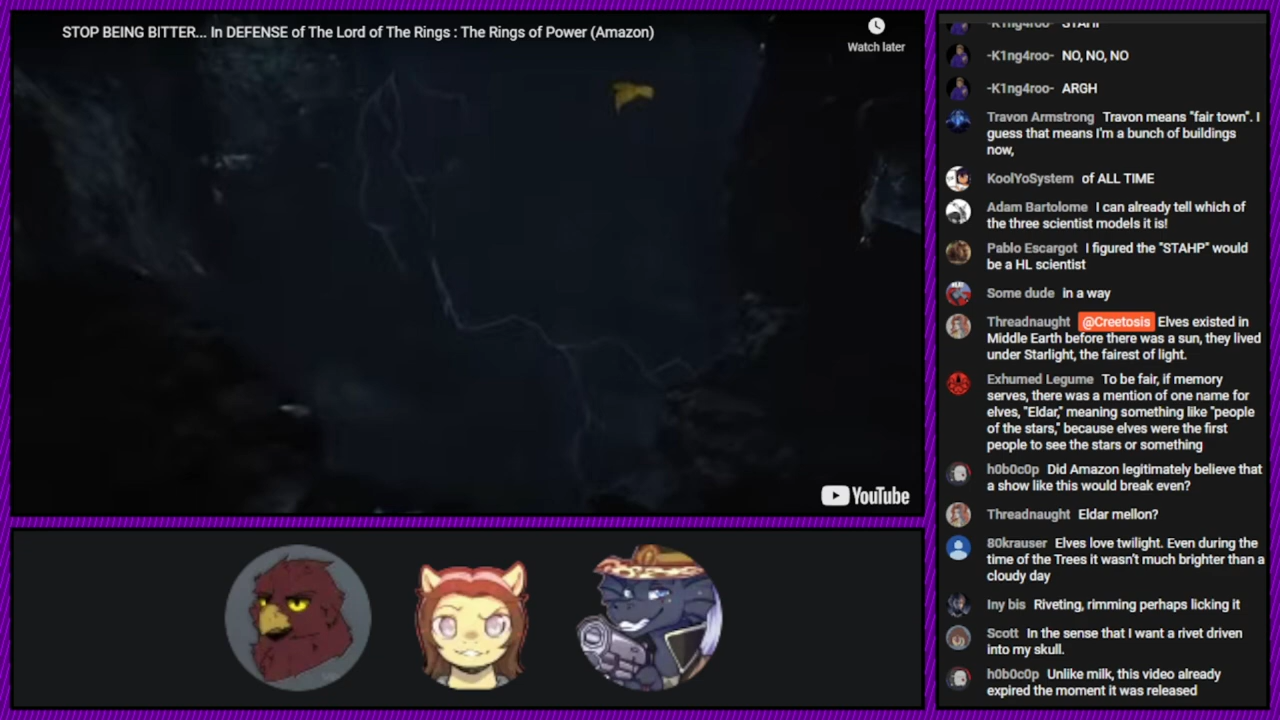 STOP BEING BITTER... In DEFENSE of The Lord of The Rings : The Rings of Power (Amazon)
Watch later
YouTube
-K1ng4roo- STAHP
-K1ng4roo- NO, NO, NO
-K1ng4roo- ARGH
Travon Armstrong Travon means "fair town". I
guess that means I'm a bunch of buildings
now,
KoolYoSystem of ALL TIME
Adam Bartolome I can already tell which of
the three scientist models it is!
Pablo Escargot I figured the "STAHP" would
be a HL scientist
Some dude in a way
Threadnaught @Creetosis Elves existed in
Middle Earth before there was a sun, they lived
under Starlight, the fairest of light.
Exhumed Legume To be fair, if memory
serves, there was a mention of one name for
elves, "Eldar," meaning something like "people
of the stars," because elves were the first
people to see the stars or something
h0b0c0p Did Amazon legitimately believe that
a show like this would break even?
Threadnaught Eldar mellon?
80krauser Elves love twilight. Even during the
time of the Trees it wasn't much brighter than a
cloudy day
Iny bis Riveting, rimming perhaps licking it
Scott In the sense that I want a rivet driven
into my skull.
h0b0c0p Unlike milk, this video already
expired the moment it was released